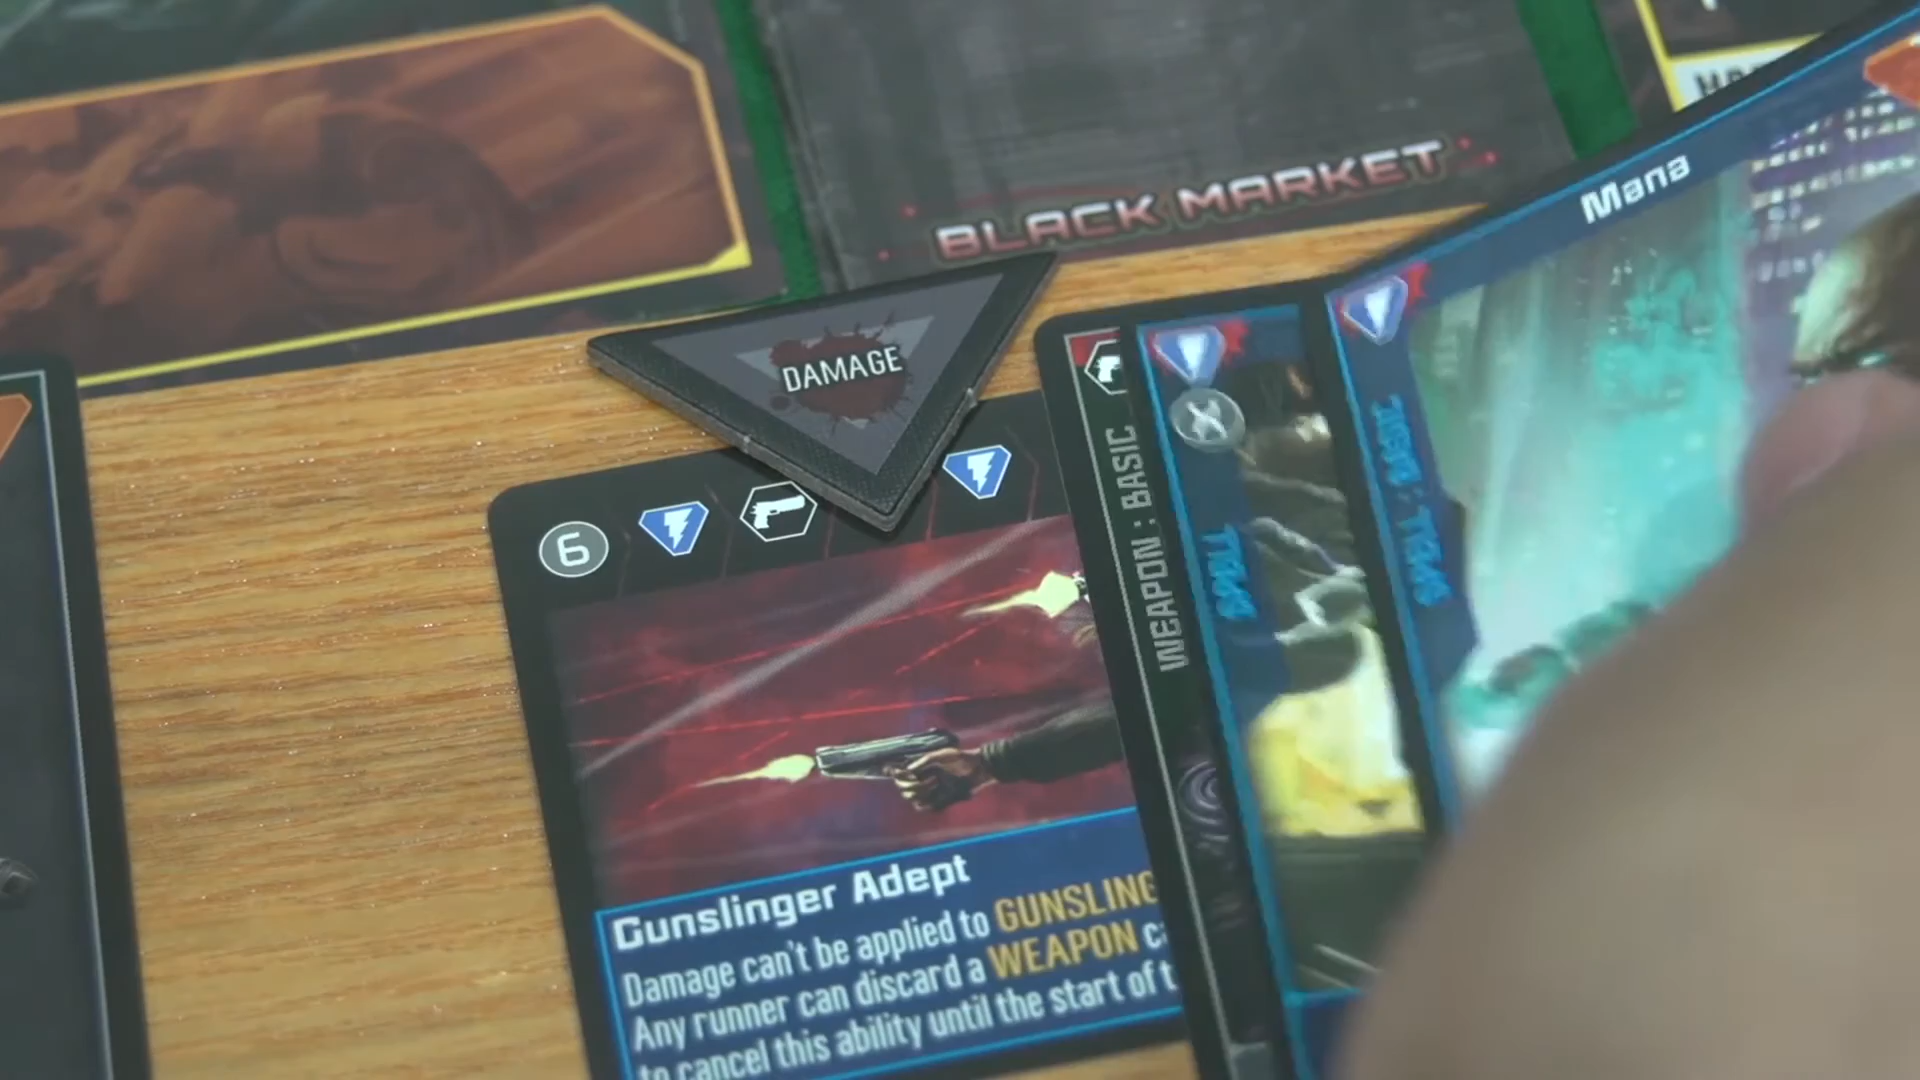 BLACK MARKET
Mana
DAMAGE
6
WEAPON : BASIC
Gunslinger Adept
Damage can't be applied to GUNSLING
Any runner can discard a WEAPON
to cancel this ability until the start of